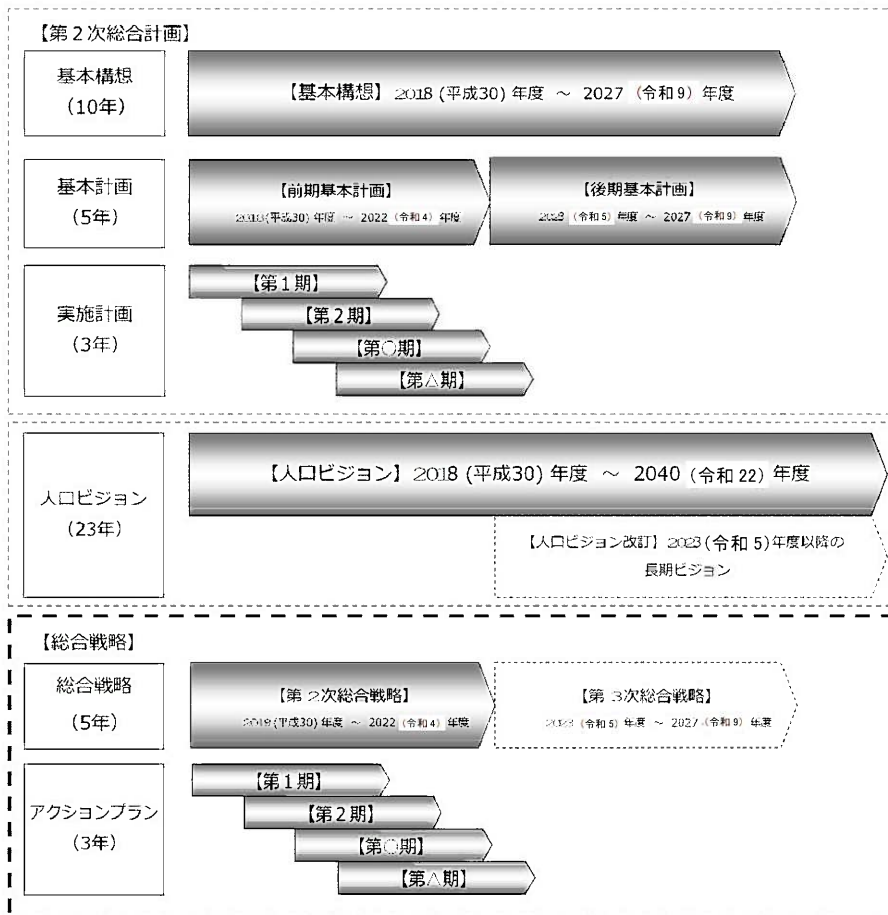 【第２次総合計画】
基本構想
（10年）
【基本構想】2018（平成30）年度 ～ 2027（令和9）年度
基本計画
（5年）
【前期基本計画】
2018（平成30）年度 ～ 2022（令和4）年度
【後期基本計画】
2023（令和5）年度 ～ 2027（令和9）年度
実施計画
（3年）
【第１期】
【第２期】
【第○期】
【第△期】
人口ビジョン
（23年）
【人口ビジョン】2018（平成30）年度 ～ 2040（令和22）年度
【人口ビジョン改訂】2023（令和5）年度以降の
長期ビジョン
【総合戦略】
総合戦略
（5年）
【第２次総合戦略】
2018（平成30）年度 ～ 2022（令和4）年度
【第３次総合戦略】
2023（令和5）年度 ～ 2027（令和9）年度
アクションプラン
（3年）
【第１期】
【第２期】
【第○期】
【第△期】